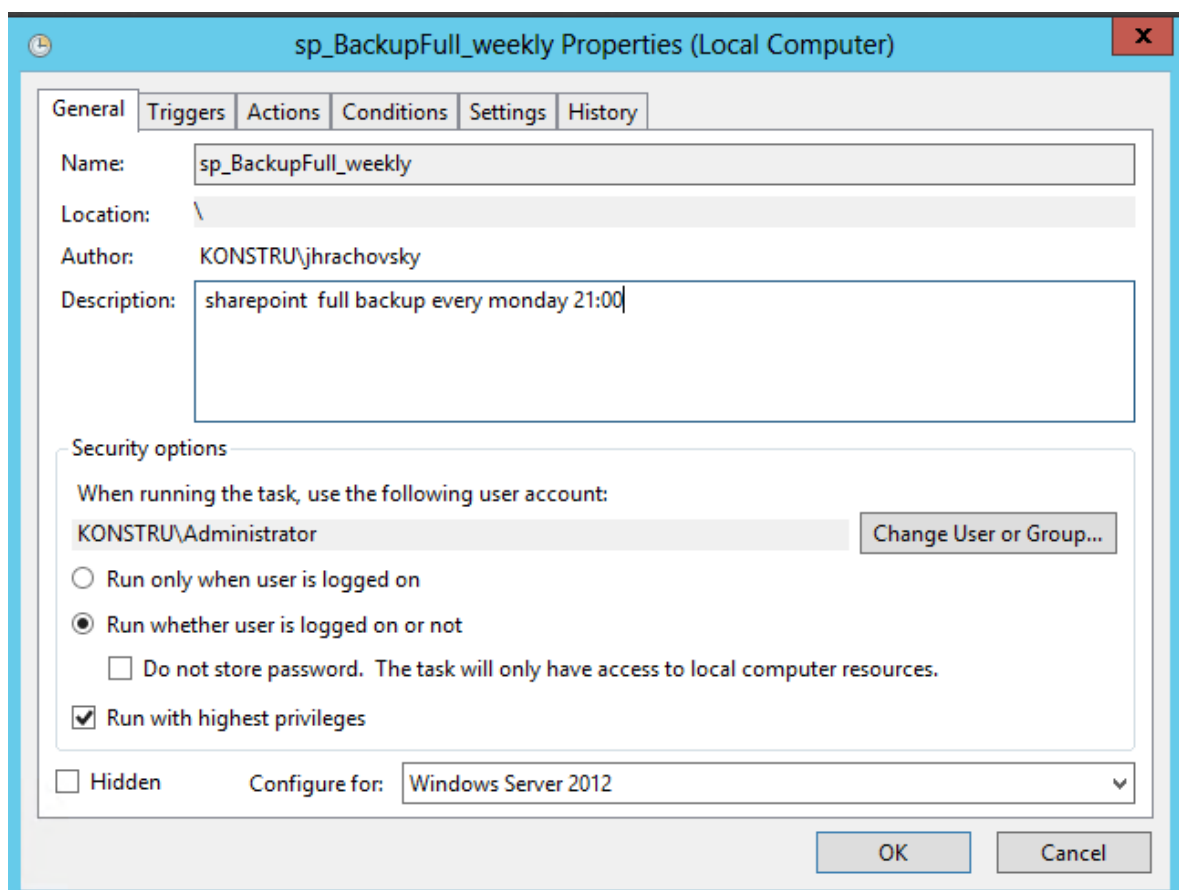 sp_BackupFull_weekly Properties (Local Computer)
x
General Triggers Actions Conditions Settings History
Name: sp_BackupFull_weekly
Location: \
Author: KONSTRU\jhrachovsky
Description: sharepoint  full backup every monday 21:00
Security options
When running the task, use the following user account:
KONSTRU\Administrator Change User or Group...
Run only when user is logged on
Run whether user is logged on or not
Do not store password.  The task will only have access to local computer resources.
Run with highest privileges
Hidden Configure for: Windows Server 2012
OK Cancel